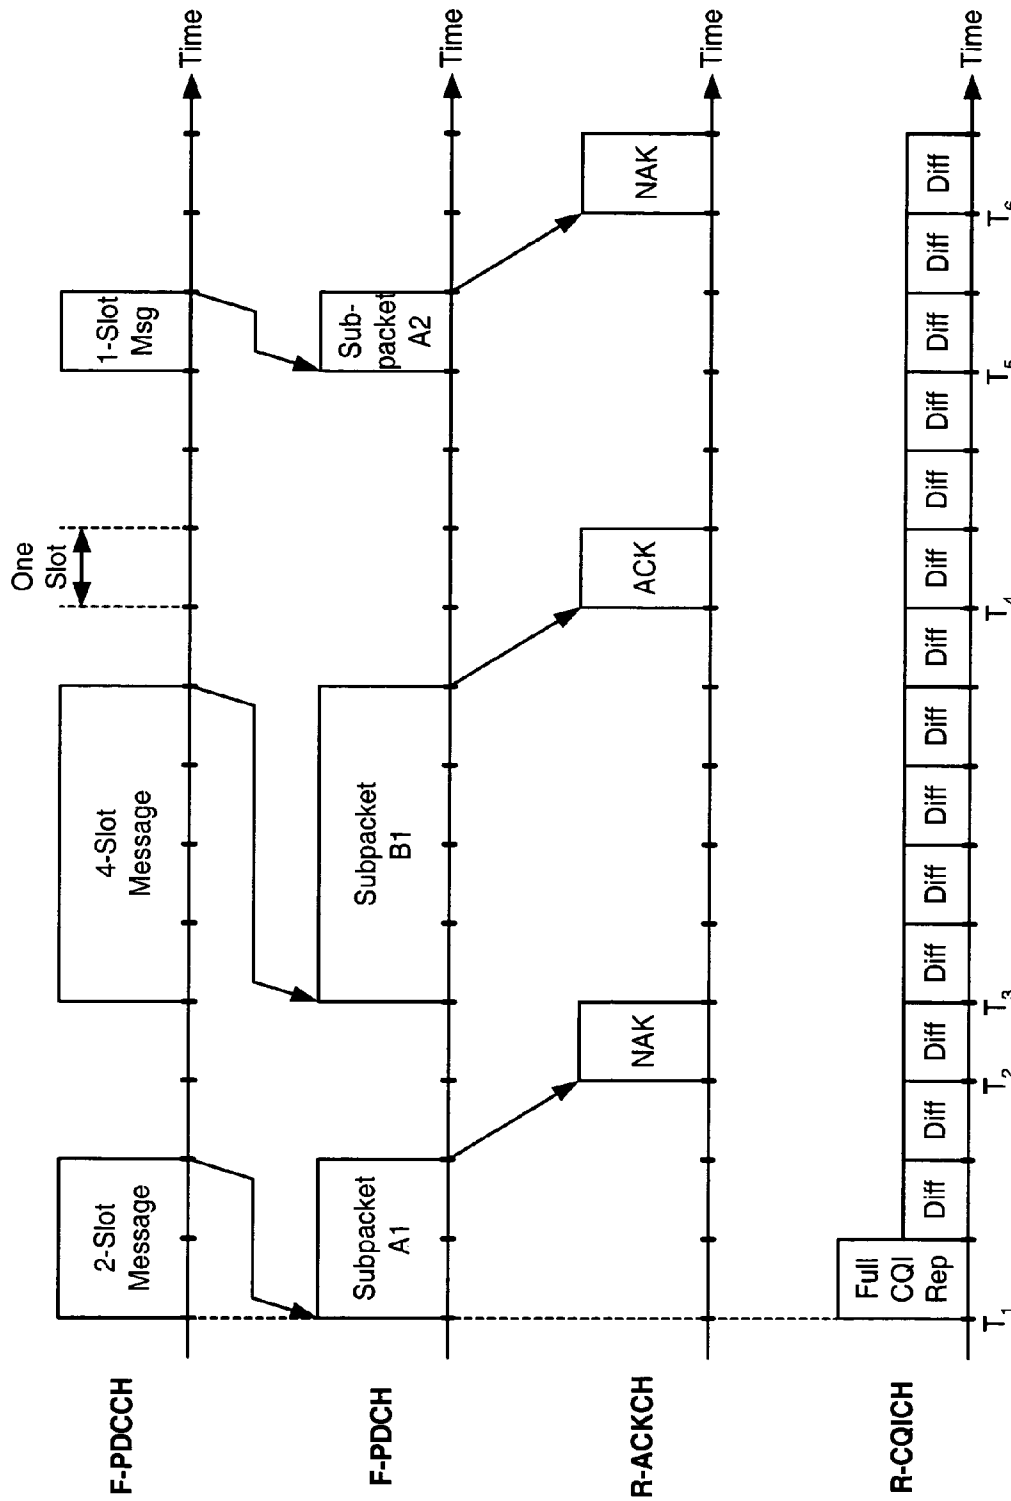 One
Slot
F-PDCCH
2-Slot
Message
4-Slot
Message
1-Slot
Msg
Time
F-PDCH
Subpacket
A1
Subpacket
B1
Sub-
packet
A2
Time
R-ACKCH
NAK
ACK
NAK
Time
R-CQICH
Full
CQI
Rep
Diff
Diff
Diff
Diff
Diff
Diff
Diff
Diff
Diff
Diff
Diff
Diff
Diff
Diff
Time
T1
T2
T3
T4
T5
T6